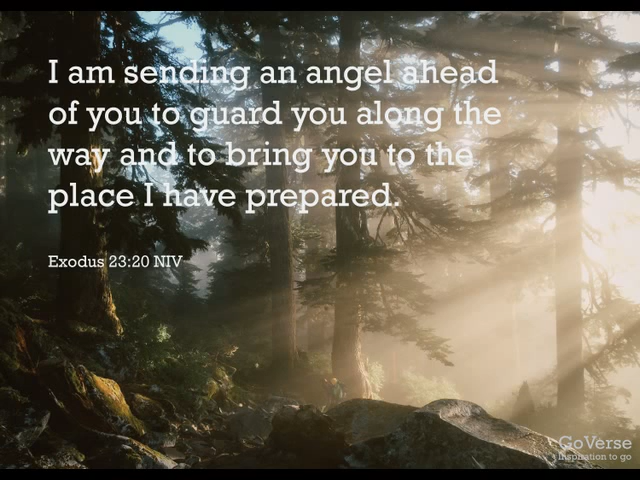 I am sending an angel ahead
of you to guard you along the
way and to bring you to the
place I have prepared.
Exodus 23:20 NIV
GoVerse
Inspiration to go